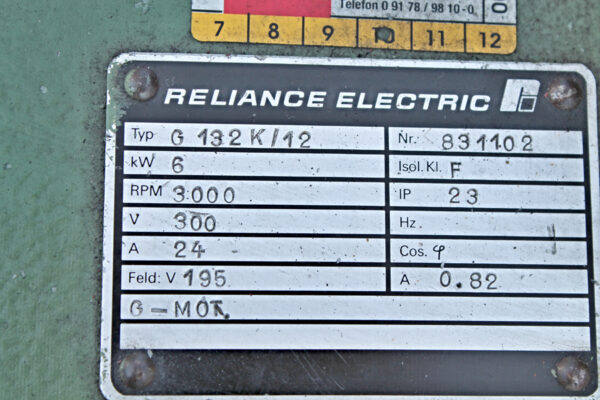 Telefon 0 91 78 / 98 10-0
7 8 9 10 11 12
RELIANCE ELECTRIC
Typ G 132 K/12 Nr. 831102
kW 6 Isol. Kl. F
RPM 3000 IP 23
V 300 Hz
A 24 Cos. φ
Feld: V 195 A 0.82
G-MOT.